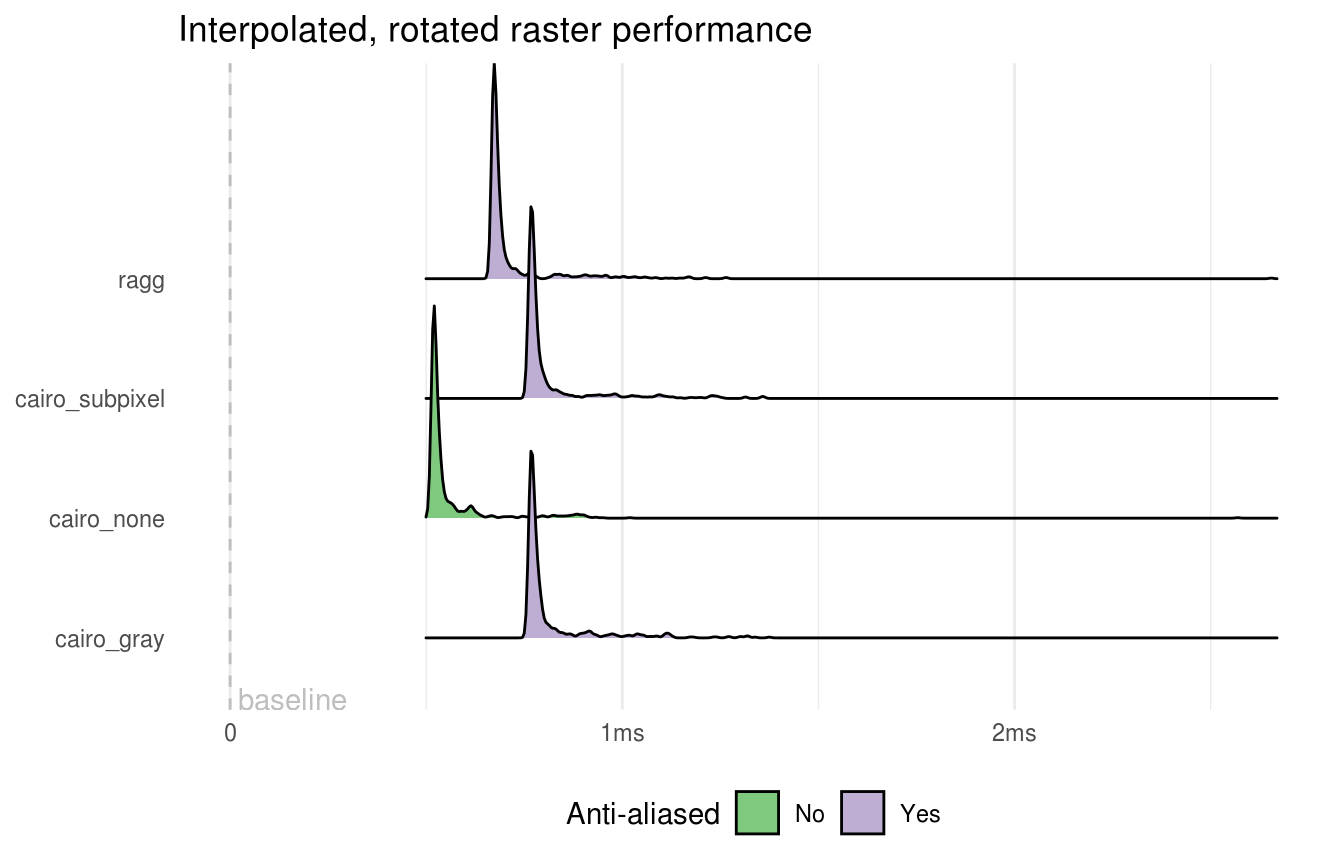 Interpolated, rotated raster performance
ragg
cairo_subpixel
cairo_none
cairo_gray
baseline
0 1ms 2ms
Anti-aliased No Yes